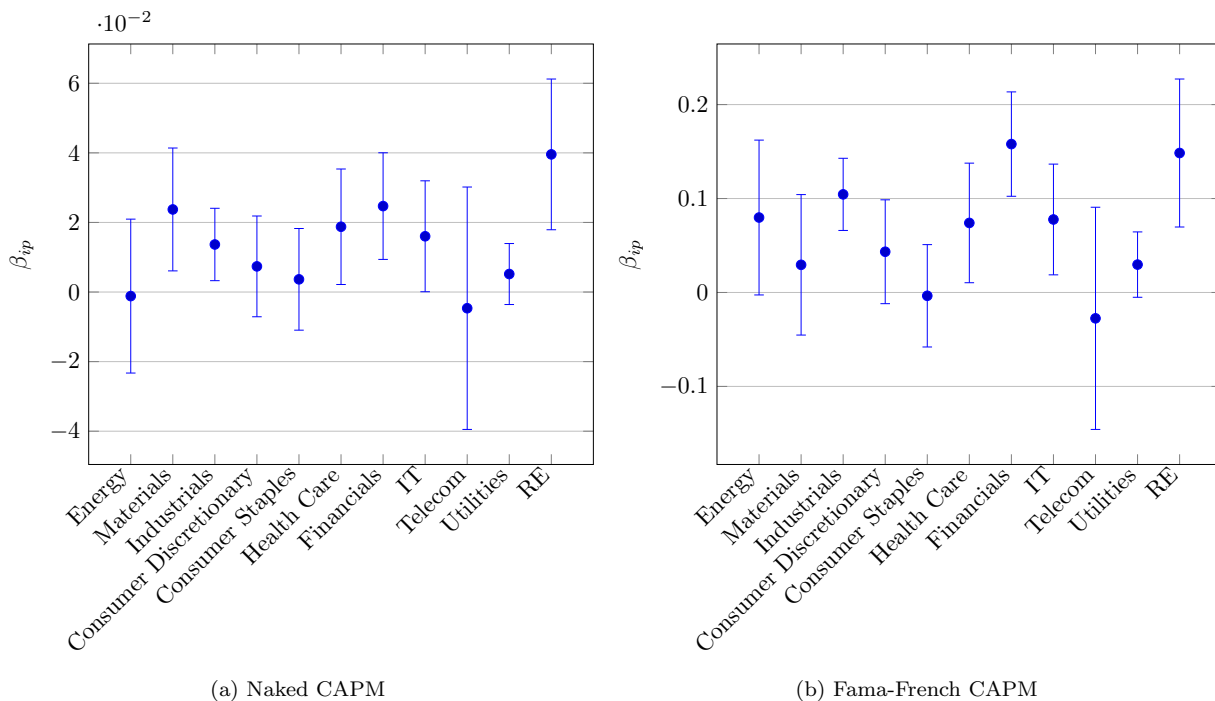 ·10⁻²
6
4
2
0
−2
−4
β_ip
Energy
Materials
Industrials
Consumer Discretionary
Consumer Staples
Health Care
Financials
IT
Telecom
Utilities
RE
(a) Naked CAPM
0.2
0.1
0
−0.1
β_ip
Energy
Materials
Industrials
Consumer Discretionary
Consumer Staples
Health Care
Financials
IT
Telecom
Utilities
RE
(b) Fama-French CAPM